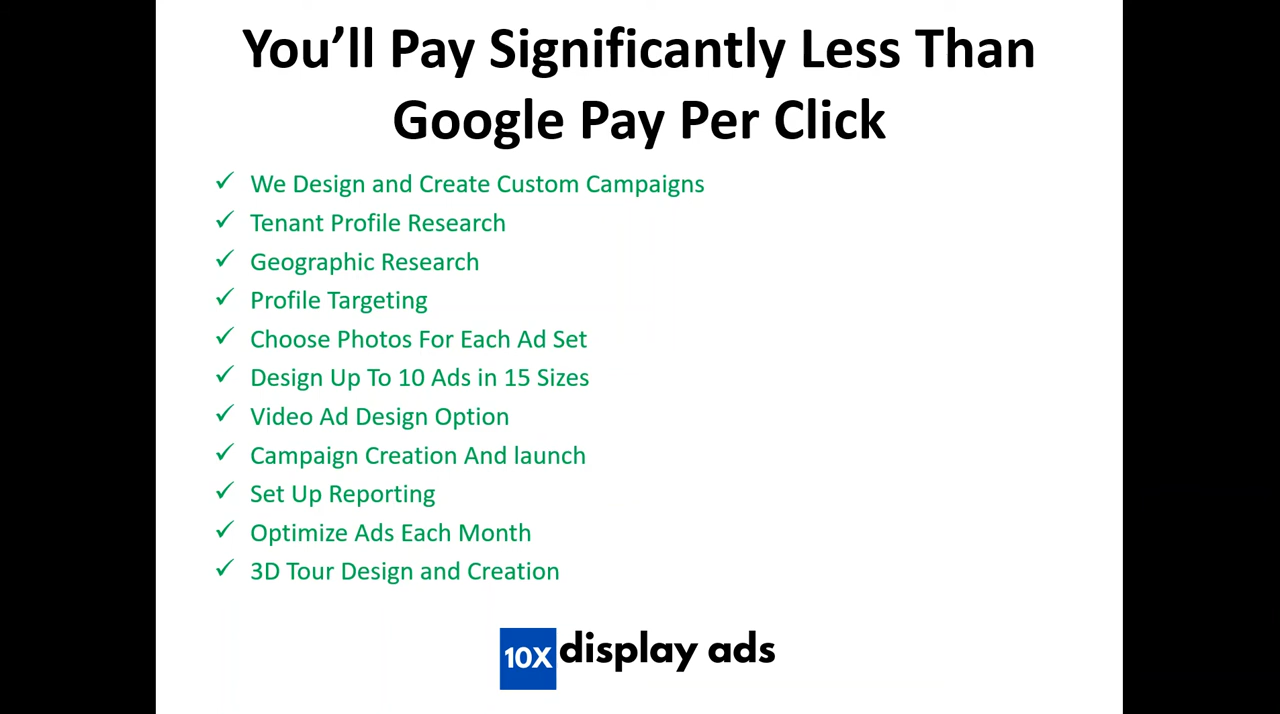 You’ll Pay Significantly Less Than
Google Pay Per Click
✓ We Design and Create Custom Campaigns
✓ Tenant Profile Research
✓ Geographic Research
✓ Profile Targeting
✓ Choose Photos For Each Ad Set
✓ Design Up To 10 Ads in 15 Sizes
✓ Video Ad Design Option
✓ Campaign Creation And launch
✓ Set Up Reporting
✓ Optimize Ads Each Month
✓ 3D Tour Design and Creation
10X display ads